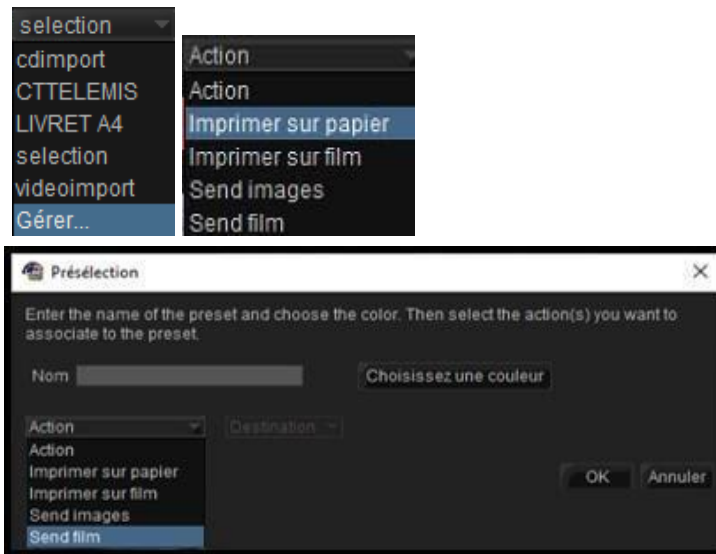 selection
cdimport
CTTELEMIS
LIVRET A4
selection
videoimport
Gérer...
Action
Action
Imprimer sur papier
Imprimer sur film
Send images
Send film
Présélection
Enter the name of the preset and choose the color. Then select the action(s) you want to
associate to the preset.
Nom
Choisissez une couleur
Action
Destination
Action
Imprimer sur papier
Imprimer sur film
Send images
Send film
OK
Annuler